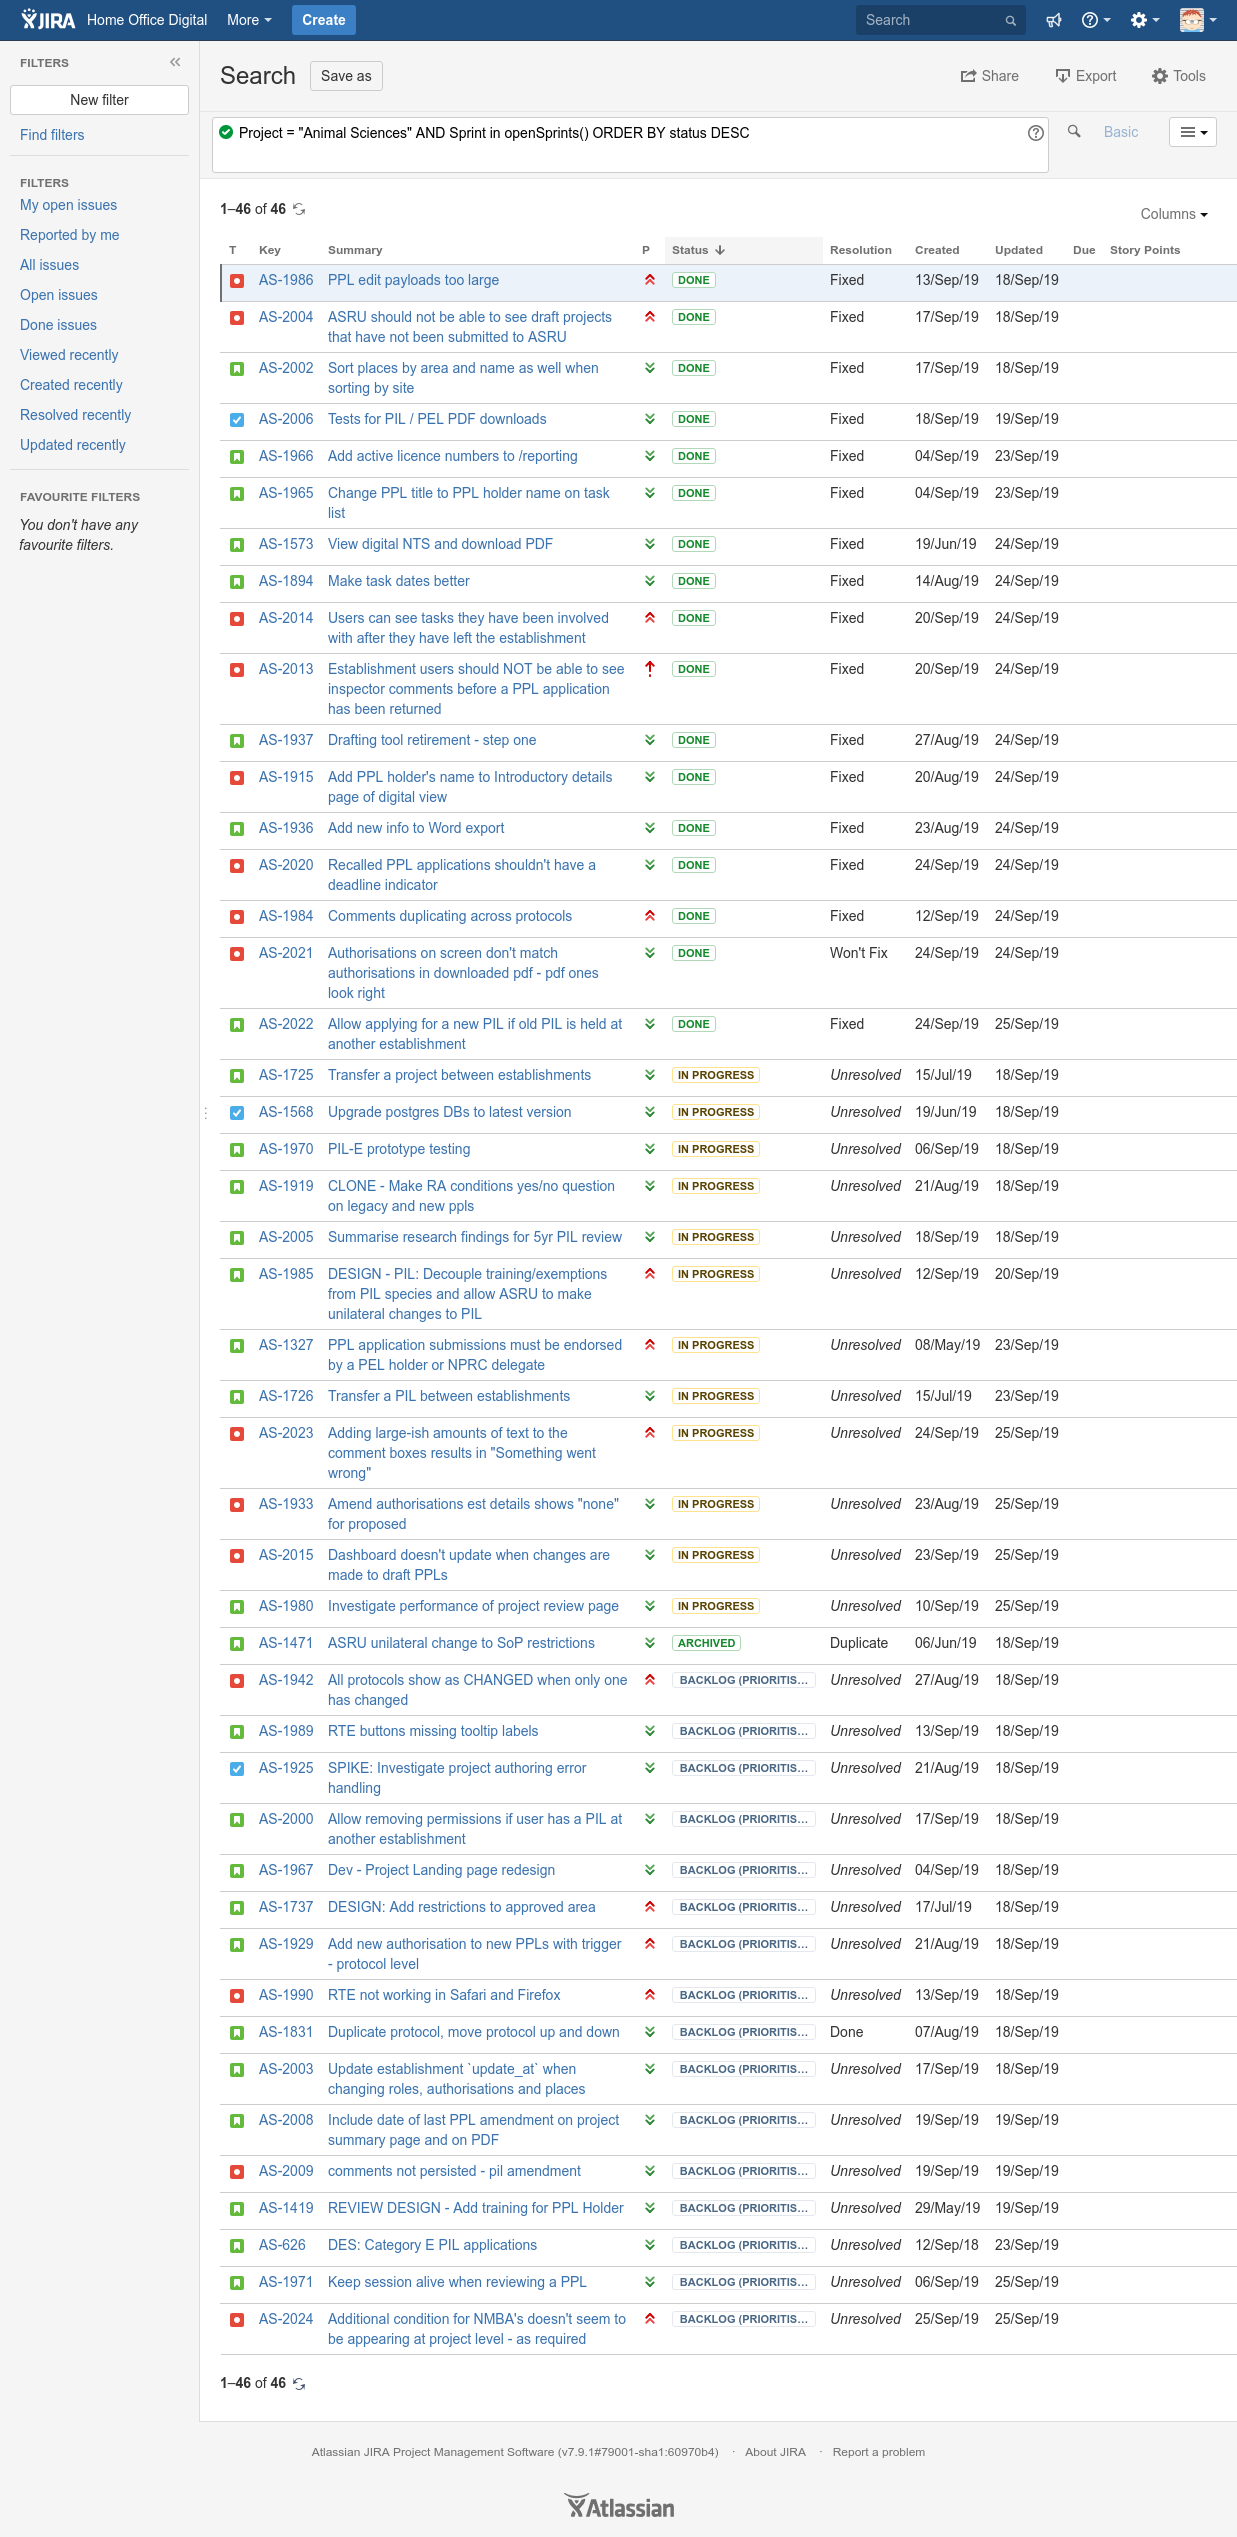 JIRA Home Office Digital More Create Search
FILTERS
New filter
Find filters
FILTERS
My open issues
Reported by me
All issues
Open issues
Done issues
Viewed recently
Created recently
Resolved recently
Updated recently
FAVOURITE FILTERS
You don't have any
favourite filters.
Search Save as Share Export Tools
Project = "Animal Sciences" AND Sprint in openSprints() ORDER BY status DESC
Basic
1–46 of 46
Columns
T Key Summary P Status Resolution Created Updated Due Story Points
AS-1986 PPL edit payloads too large DONE Fixed 13/Sep/19 18/Sep/19
AS-2004 ASRU should not be able to see draft projects DONE Fixed 17/Sep/19 18/Sep/19
that have not been submitted to ASRU
AS-2002 Sort places by area and name as well when DONE Fixed 17/Sep/19 18/Sep/19
sorting by site
AS-2006 Tests for PIL / PEL PDF downloads DONE Fixed 18/Sep/19 19/Sep/19
AS-1966 Add active licence numbers to /reporting DONE Fixed 04/Sep/19 23/Sep/19
AS-1965 Change PPL title to PPL holder name on task DONE Fixed 04/Sep/19 23/Sep/19
list
AS-1573 View digital NTS and download PDF DONE Fixed 19/Jun/19 24/Sep/19
AS-1894 Make task dates better DONE Fixed 14/Aug/19 24/Sep/19
AS-2014 Users can see tasks they have been involved DONE Fixed 20/Sep/19 24/Sep/19
with after they have left the establishment
AS-2013 Establishment users should NOT be able to see DONE Fixed 20/Sep/19 24/Sep/19
inspector comments before a PPL application
has been returned
AS-1937 Drafting tool retirement - step one DONE Fixed 27/Aug/19 24/Sep/19
AS-1915 Add PPL holder's name to Introductory details DONE Fixed 20/Aug/19 24/Sep/19
page of digital view
AS-1936 Add new info to Word export DONE Fixed 23/Aug/19 24/Sep/19
AS-2020 Recalled PPL applications shouldn't have a DONE Fixed 24/Sep/19 24/Sep/19
deadline indicator
AS-1984 Comments duplicating across protocols DONE Fixed 12/Sep/19 24/Sep/19
AS-2021 Authorisations on screen don't match DONE Won't Fix 24/Sep/19 24/Sep/19
authorisations in downloaded pdf - pdf ones
look right
AS-2022 Allow applying for a new PIL if old PIL is held at DONE Fixed 24/Sep/19 25/Sep/19
another establishment
AS-1725 Transfer a project between establishments IN PROGRESS Unresolved 15/Jul/19 18/Sep/19
AS-1568 Upgrade postgres DBs to latest version IN PROGRESS Unresolved 19/Jun/19 18/Sep/19
AS-1970 PIL-E prototype testing IN PROGRESS Unresolved 06/Sep/19 18/Sep/19
AS-1919 CLONE - Make RA conditions yes/no question IN PROGRESS Unresolved 21/Aug/19 18/Sep/19
on legacy and new ppls
AS-2005 Summarise research findings for 5yr PIL review IN PROGRESS Unresolved 18/Sep/19 18/Sep/19
AS-1985 DESIGN - PIL: Decouple training/exemptions IN PROGRESS Unresolved 12/Sep/19 20/Sep/19
from PIL species and allow ASRU to make
unilateral changes to PIL
AS-1327 PPL application submissions must be endorsed IN PROGRESS Unresolved 08/May/19 23/Sep/19
by a PEL holder or NPRC delegate
AS-1726 Transfer a PIL between establishments IN PROGRESS Unresolved 15/Jul/19 23/Sep/19
AS-2023 Adding large-ish amounts of text to the IN PROGRESS Unresolved 24/Sep/19 25/Sep/19
comment boxes results in "Something went
wrong"
AS-1933 Amend authorisations est details shows "none" IN PROGRESS Unresolved 23/Aug/19 25/Sep/19
for proposed
AS-2015 Dashboard doesn't update when changes are IN PROGRESS Unresolved 23/Sep/19 25/Sep/19
made to draft PPLs
AS-1980 Investigate performance of project review page IN PROGRESS Unresolved 10/Sep/19 25/Sep/19
AS-1471 ASRU unilateral change to SoP restrictions ARCHIVED Duplicate 06/Jun/19 18/Sep/19
AS-1942 All protocols show as CHANGED when only one BACKLOG (PRIORITIS... Unresolved 27/Aug/19 18/Sep/19
has changed
AS-1989 RTE buttons missing tooltip labels BACKLOG (PRIORITIS... Unresolved 13/Sep/19 18/Sep/19
AS-1925 SPIKE: Investigate project authoring error BACKLOG (PRIORITIS... Unresolved 21/Aug/19 18/Sep/19
handling
AS-2000 Allow removing permissions if user has a PIL at BACKLOG (PRIORITIS... Unresolved 17/Sep/19 18/Sep/19
another establishment
AS-1967 Dev - Project Landing page redesign BACKLOG (PRIORITIS... Unresolved 04/Sep/19 18/Sep/19
AS-1737 DESIGN: Add restrictions to approved area BACKLOG (PRIORITIS... Unresolved 17/Jul/19 18/Sep/19
AS-1929 Add new authorisation to new PPLs with trigger BACKLOG (PRIORITIS... Unresolved 21/Aug/19 18/Sep/19
- protocol level
AS-1990 RTE not working in Safari and Firefox BACKLOG (PRIORITIS... Unresolved 13/Sep/19 18/Sep/19
AS-1831 Duplicate protocol, move protocol up and down BACKLOG (PRIORITIS... Done 07/Aug/19 18/Sep/19
AS-2003 Update establishment `update_at` when BACKLOG (PRIORITIS... Unresolved 17/Sep/19 18/Sep/19
changing roles, authorisations and places
AS-2008 Include date of last PPL amendment on project BACKLOG (PRIORITIS... Unresolved 19/Sep/19 19/Sep/19
summary page and on PDF
AS-2009 comments not persisted - pil amendment BACKLOG (PRIORITIS... Unresolved 19/Sep/19 19/Sep/19
AS-1419 REVIEW DESIGN - Add training for PPL Holder BACKLOG (PRIORITIS... Unresolved 29/May/19 19/Sep/19
AS-626 DES: Category E PIL applications BACKLOG (PRIORITIS... Unresolved 12/Sep/18 23/Sep/19
AS-1971 Keep session alive when reviewing a PPL BACKLOG (PRIORITIS... Unresolved 06/Sep/19 25/Sep/19
AS-2024 Additional condition for NMBA's doesn't seem to BACKLOG (PRIORITIS... Unresolved 25/Sep/19 25/Sep/19
be appearing at project level - as required
1–46 of 46
Atlassian JIRA Project Management Software (v7.9.1#79001-sha1:60970b4) · About JIRA · Report a problem
Atlassian